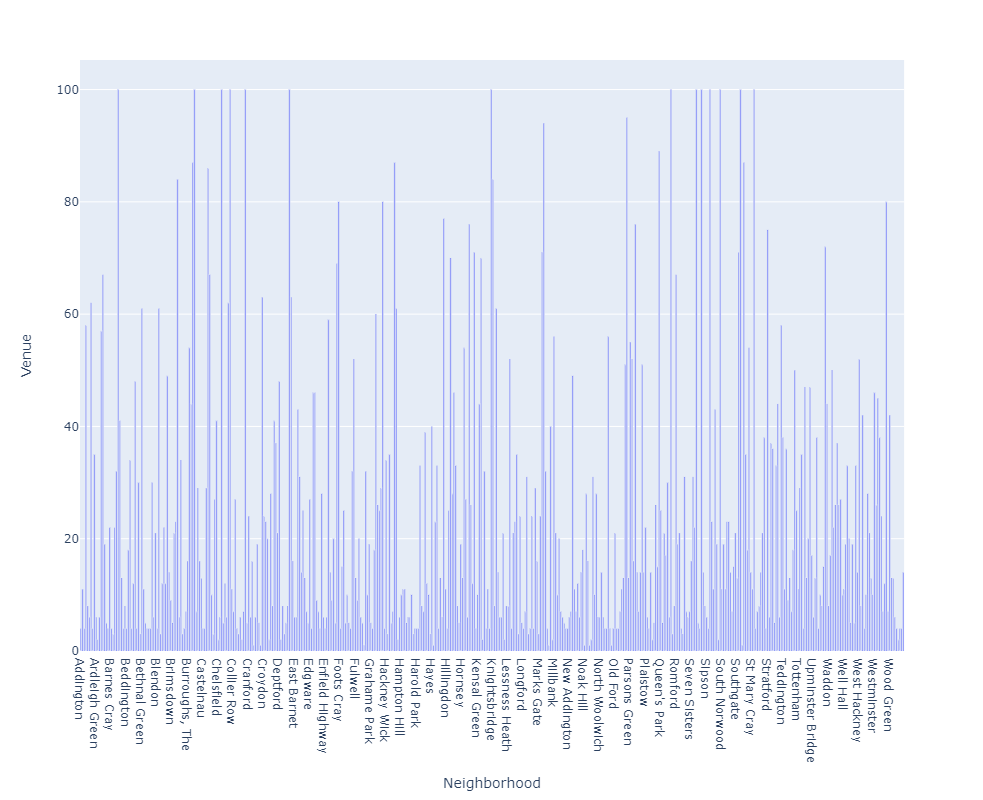 100
80
60
40
20
0
Venue
Addington
Ardleigh Green
Barnes Cray
Beddington
Bethnal Green
Blendon
Brimsdown
Burroughs, The
Castelnau
Chelsfield
Collier Row
Cranford
Croydon
Deptford
East Barnet
Edgware
Enfield Highway
Foots Cray
Fulwell
Grahame Park
Hackney Wick
Hampton Hill
Harold Park
Hayes
Hillingdon
Hornsey
Kensal Green
Knightsbridge
Lessness Heath
Longford
Marks Gate
Millbank
New Addington
Noak Hill
North Woolwich
Old Ford
Parsons Green
Plaistow
Queen's Park
Romford
Seven Sisters
Sipson
South Norwood
Southgate
St Mary Cray
Stratford
Teddington
Tottenham
Upminster Bridge
Waddon
Well Hall
West Hackney
Westminster
Wood Green
Neighborhood